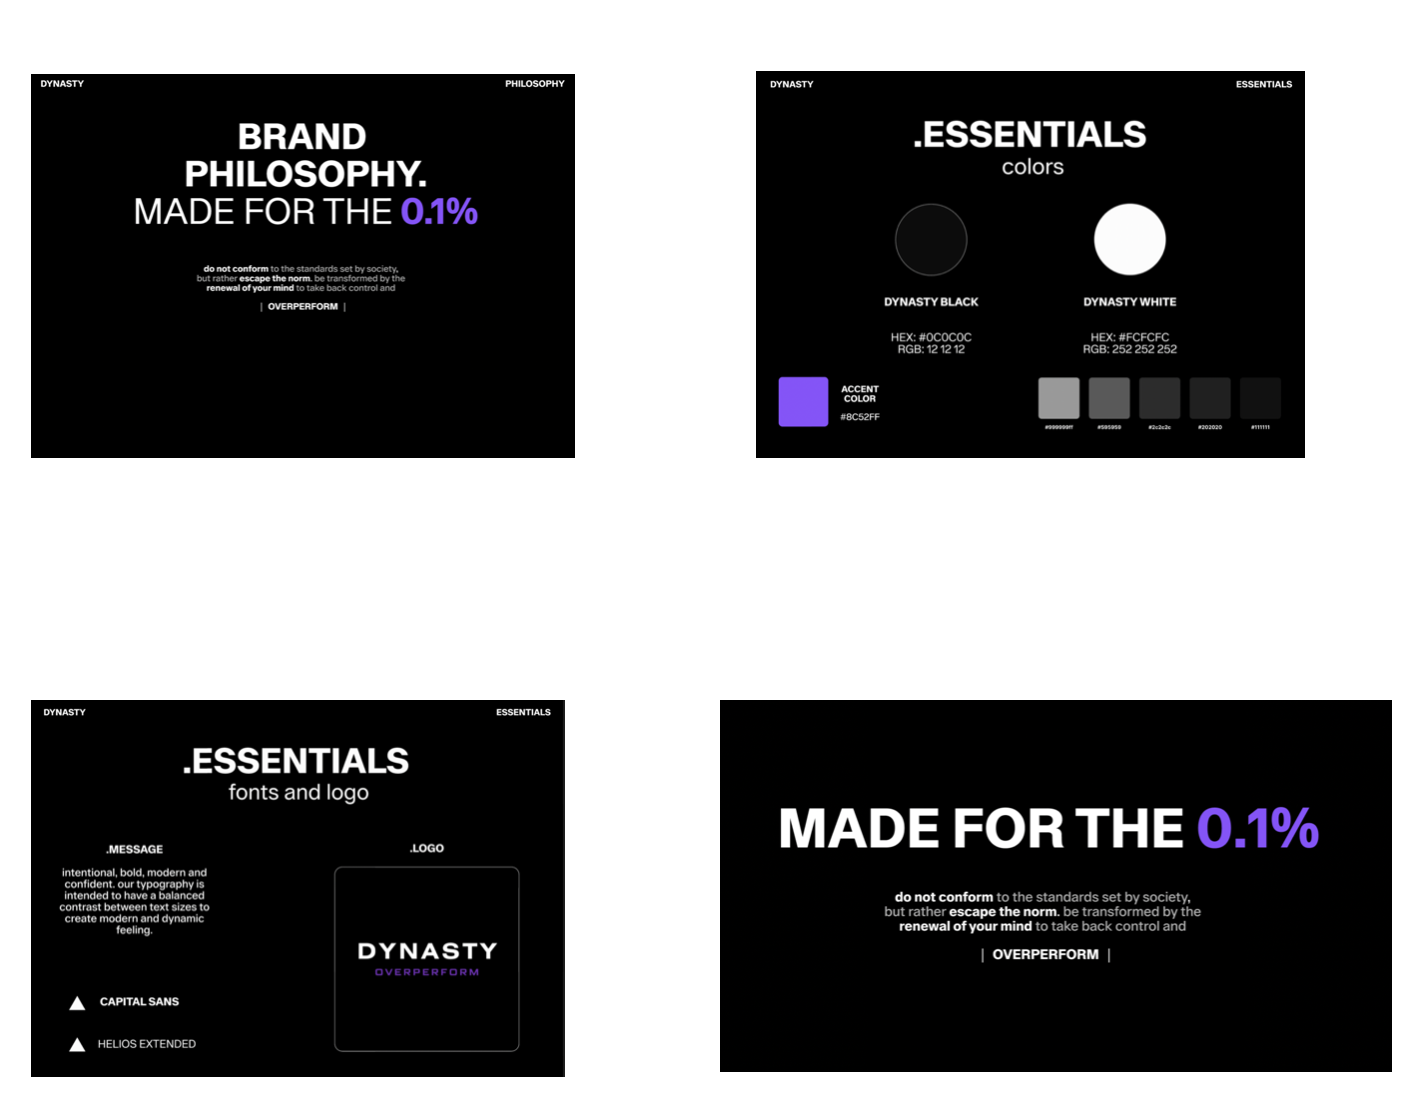 DYNASTY
PHILOSOPHY
BRAND
PHILOSOPHY.
MADE FOR THE 0.1%
do not conform to the standards set by society,
but rather escape the norm. be transformed by the
renewal of your mind to take back control and
| OVERPERFORM |
DYNASTY
ESSENTIALS
.ESSENTIALS
colors
DYNASTY BLACK
HEX: #0C0C0C
RGB: 12 12 12
DYNASTY WHITE
HEX: #FCFCFC
RGB: 252 252 252
ACCENT
COLOR
#8C52FF
#999999ff
#595959
#2c2c2c
#202020
#111111
DYNASTY
ESSENTIALS
.ESSENTIALS
fonts and logo
.MESSAGE
intentional, bold, modern and
confident. our typography is
intended to have a balanced
contrast between text sizes to
create modern and dynamic
feeling.
CAPITAL SANS
HELIOS EXTENDED
.LOGO
DYNASTY
OVERPERFORM
MADE FOR THE 0.1%
do not conform to the standards set by society,
but rather escape the norm. be transformed by the
renewal of your mind to take back control and
| OVERPERFORM |